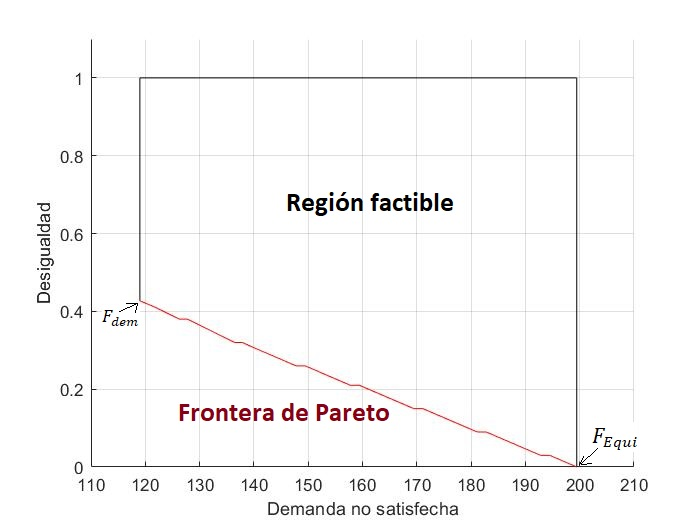 1
0.8
Región factible
0.6
Desigualdad
0.4
F_dem
0.2
Frontera de Pareto
F_Equi
0
110 120 130 140 150 160 170 180 190 200 210
Demanda no satisfecha